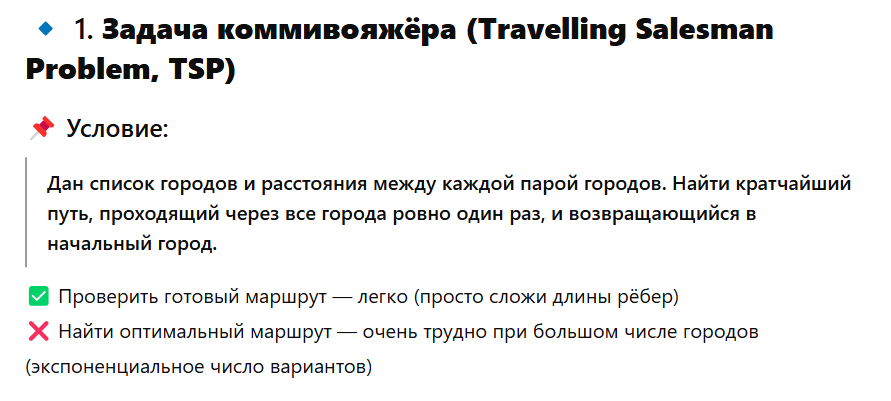 🔹 1. Задача коммивояжёра (Travelling Salesman
Problem, TSP)
📌 Условие:
Дан список городов и расстояния между каждой парой городов. Найти кратчайший
путь, проходящий через все города ровно один раз, и возвращающийся в
начальный город.
✅ Проверить готовый маршрут — легко (просто сложи длины рёбер)
❌ Найти оптимальный маршрут — очень трудно при большом числе городов
(экспоненциальное число вариантов)